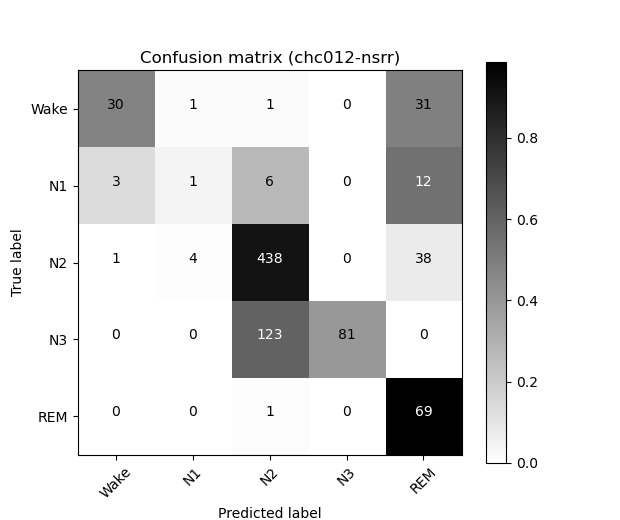 Confusion matrix (chc012-nsrr)
True label
Wake 30 1 1 0 31
N1 3 1 6 0 12
N2 1 4 438 0 38
N3 0 0 123 81 0
REM 0 0 1 0 69
Wake N1 N2 N3 REM
Predicted label
0.8
0.6
0.4
0.2
0.0